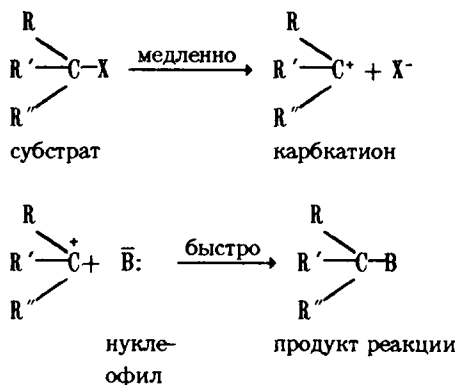 R
медленно
R
R′ C–X R′ C⁺ + X⁻
R″ R″
субстрат карбкатион
R
быстро
R
R′ C⁺ + B̄: R′ C–B
R″ R″
нукле- продукт реакции
офил